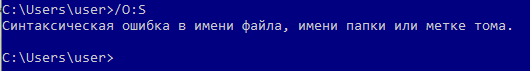 C:\Users\user>/O:S
Синтаксическая ошибка в имени файла, имени папки или метке тома.
C:\Users\user>